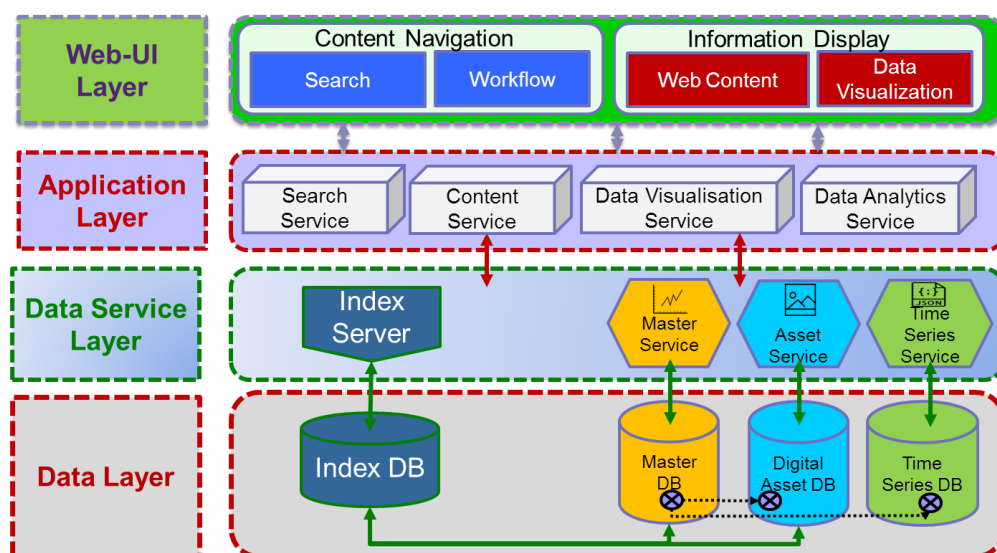 Web-UI
Layer
Content Navigation
Search
Workflow
Information Display
Web Content
Data
Visualization
Application
Layer
Search
Service
Content
Service
Data Visualisation
Service
Data Analytics
Service
Data Service
Layer
Index
Server
Master
Service
Asset
Service
{:}
JSON
Time
Series
Service
Data Layer
Index DB
Master
DB
Digital
Asset DB
Time
Series DB